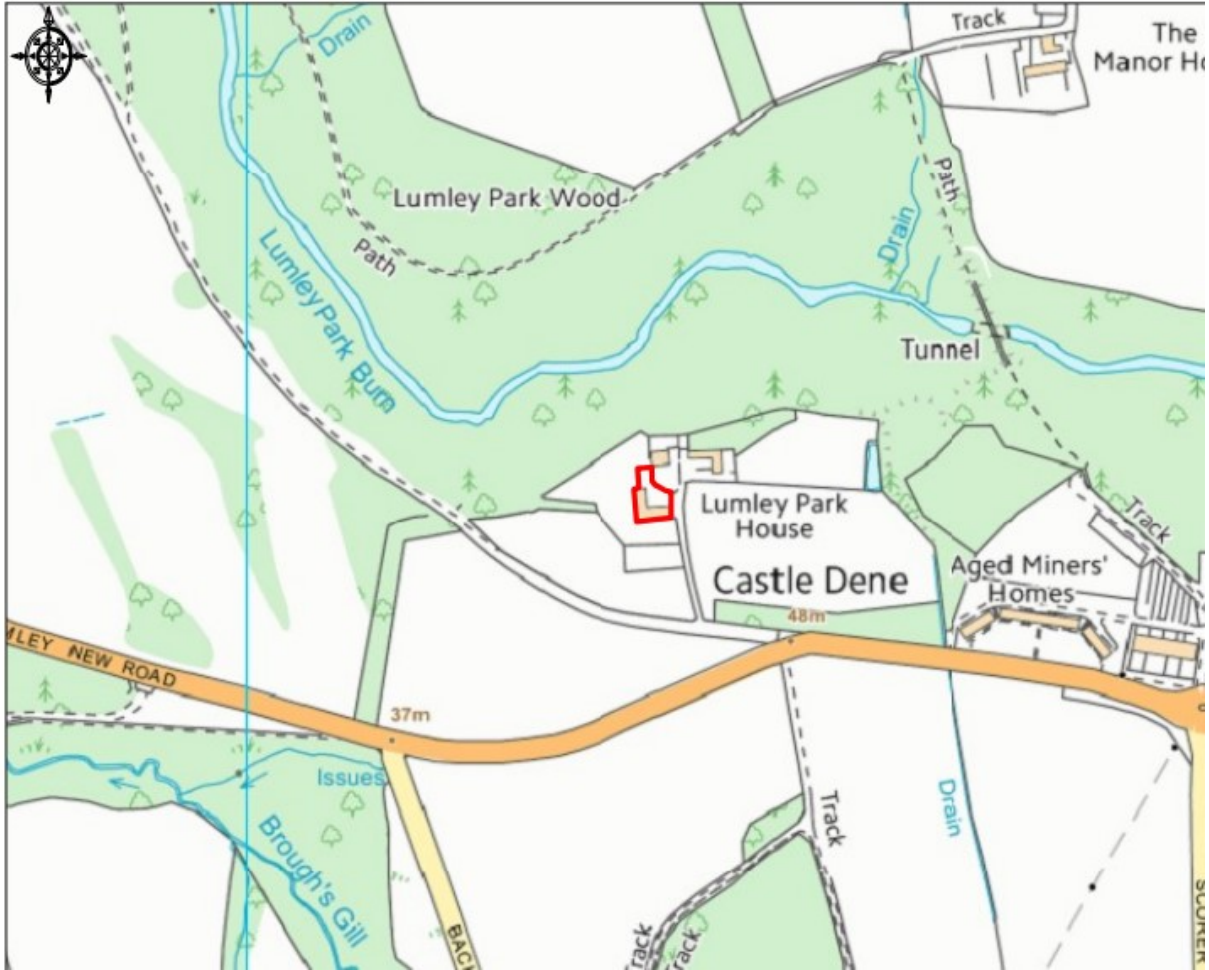 Track
The
Manor Ho
Drain
Path
Lumley Park Wood
Drain
Path
Lumley Park Burn
Tunnel
Lumley Park
House
Track
Castle Dene
Aged Miners'
Homes
48m
MLEY NEW ROAD
37m
Issues
Track
Drain
Brough's Gill
BACK
Track
Track
SCORER